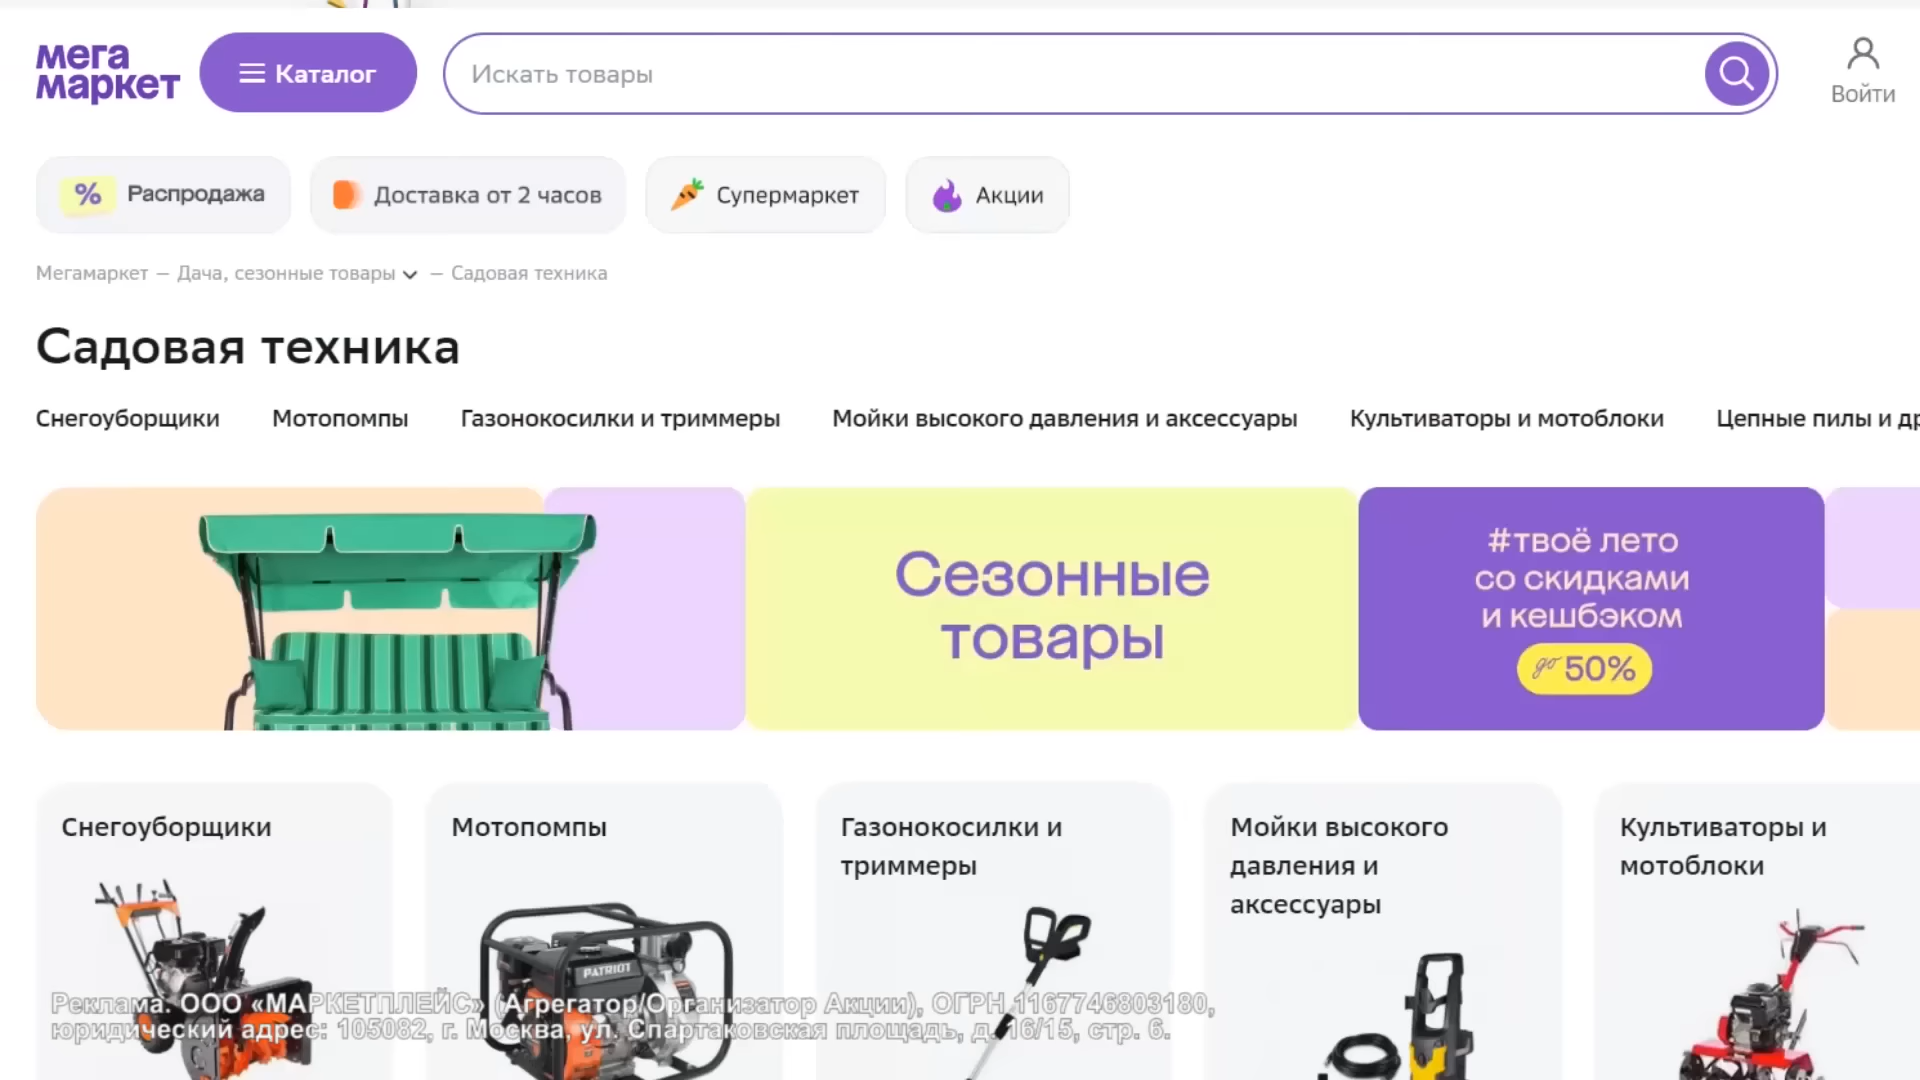 мега
маркет
Каталог
Искать товары
Войти
% Распродажа
Доставка от 2 часов
Супермаркет
Акции
Мегамаркет — Дача, сезонные товары — Садовая техника
Садовая техника
Снегоуборщики
Мотопомпы
Газонокосилки и триммеры
Мойки высокого давления и аксессуары
Культиваторы и мотоблоки
Цепные пилы и др
Сезонные
товары
#твоё лето
со скидками
и кешбэком
до 50%
Снегоуборщики
Мотопомпы
Газонокосилки и
триммеры
Мойки высокого
давления и
аксессуары
Культиваторы и
мотоблоки
PATRIOT
Реклама. ООО «МАРКЕТПЛЕЙС» (Агрегатор/Организатор Акции), ОГРН 1167746803180,
юридический адрес: 105082, г. Москва, ул. Спартаковская площадь, д. 16/15, стр. 6.